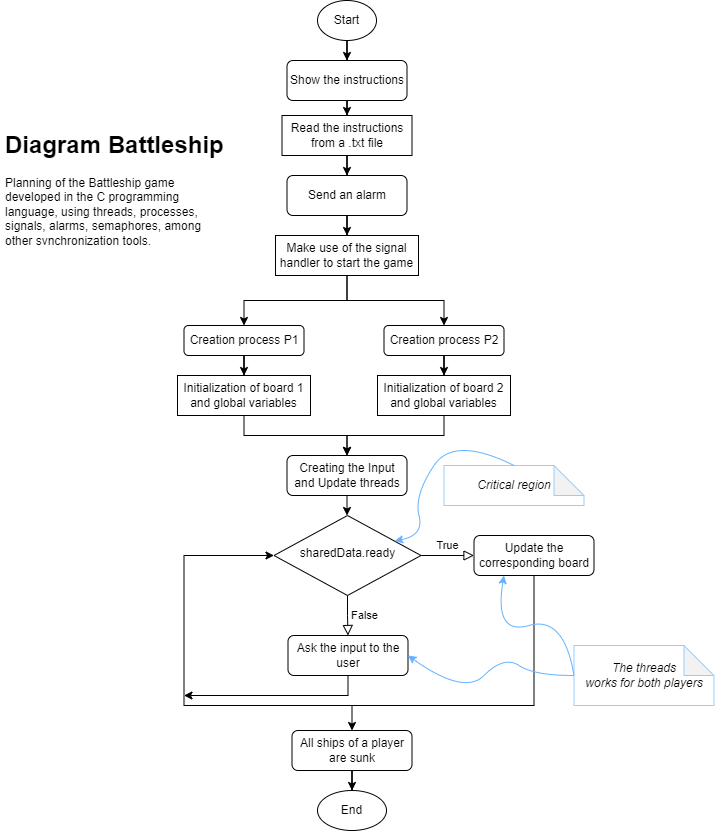 Start
Show the instructions
Read the instructions
from a .txt file
Diagram Battleship
Planning of the Battleship game
developed in the C programming
language, using threads, processes,
signals, alarms, semaphores, among
other synchronization tools.
Send an alarm
Make use of the signal
handler to start the game
Creation process P1
Creation process P2
Initialization of board 1
and global variables
Initialization of board 2
and global variables
Creating the Input
and Update threads
Critical region
sharedData.ready
True
Update the
corresponding board
False
Ask the input to the
user
The threads
works for both players
All ships of a player
are sunk
End